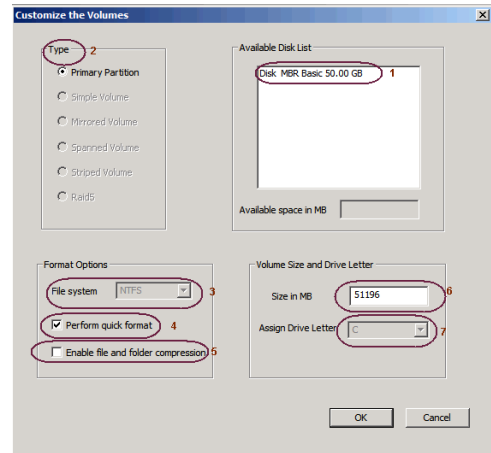 Customize the Volumes
Type 2
Primary Partition
Simple Volume
Mirrored Volume
Spanned Volume
Striped Volume
Raid5
Available Disk List
Disk MBR Basic 50.00 GB 1
Available space in MB
Format Options
File system NTFS 3
Perform quick format 4
Enable file and folder compression 5
Volume Size and Drive Letter
Size in MB 51196 6
Assign Drive Letter C 7
OK Cancel